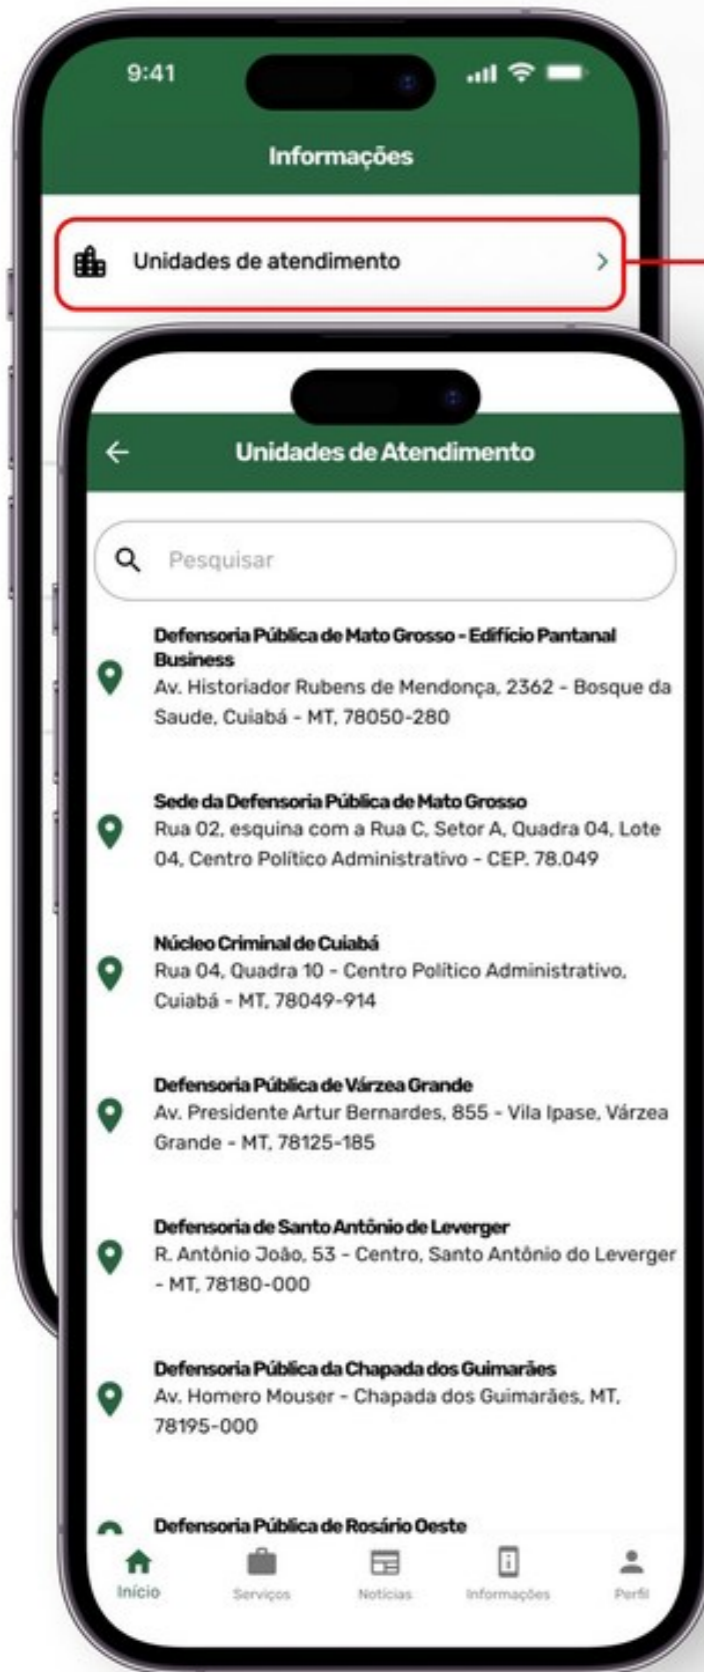 9:41
Informações
Unidades de atendimento
Unidades de Atendimento
Pesquisar
Defensoria Pública de Mato Grosso - Edifício Pantanal
Business
Av. Historiador Rubens de Mendonça, 2362 - Bosque da
Saude, Cuiabá - MT, 78050-280
Sede da Defensoria Pública de Mato Grosso
Rua 02, esquina com a Rua C, Setor A, Quadra 04, Lote
04, Centro Político Administrativo - CEP. 78.049
Núcleo Criminal de Cuiabá
Rua 04, Quadra 10 - Centro Político Administrativo,
Cuiabá - MT, 78049-914
Defensoria Pública de Várzea Grande
Av. Presidente Artur Bernardes, 855 - Vila Ipase, Várzea
Grande - MT, 78125-185
Defensoria de Santo Antônio de Leverger
R. Antônio João, 53 - Centro, Santo Antônio do Leverger
- MT, 78180-000
Defensoria Pública da Chapada dos Guimarães
Av. Homero Mouser - Chapada dos Guimarães, MT,
78195-000
Defensoria Pública de Rosário Oeste
Início Serviços Notícias Informações Perfil